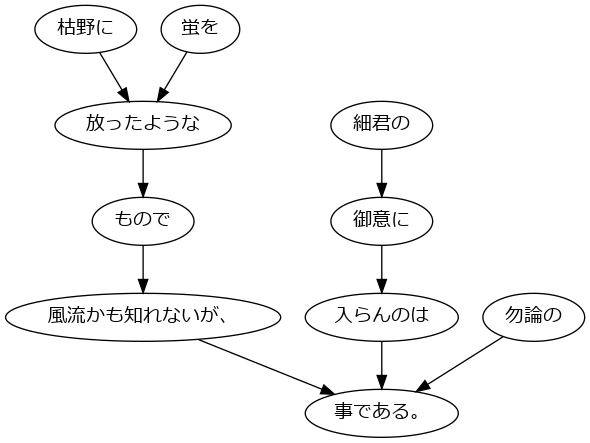 枯野に
蛍を
放ったような
細君の
もので
御意に
風流かも知れないが、
入らんのは
勿論の
事である。